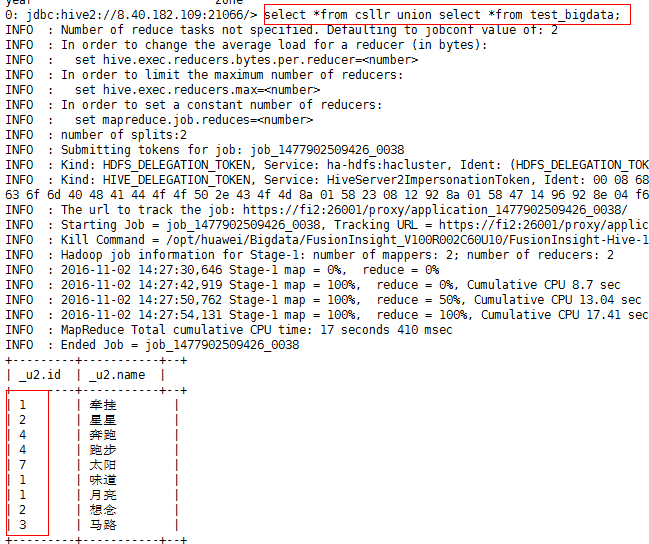 year zone
0: jdbc:hive2://8.40.182.109:21066/> select *from csllr union select *from test_bigdata;
INFO  : Number of reduce tasks not specified. Defaulting to jobconf value of: 2
INFO  : In order to change the average load for a reducer (in bytes):
INFO  :   set hive.exec.reducers.bytes.per.reducer=<number>
INFO  : In order to limit the maximum number of reducers:
INFO  :   set hive.exec.reducers.max=<number>
INFO  : In order to set a constant number of reducers:
INFO  :   set mapreduce.job.reduces=<number>
INFO  : number of splits:2
INFO  : Submitting tokens for job: job_1477902509426_0038
INFO  : Kind: HDFS_DELEGATION_TOKEN, Service: ha-hdfs:hacluster, Ident: (HDFS_DELEGATION_TOK
INFO  : Kind: HIVE_DELEGATION_TOKEN, Service: HiveServer2ImpersonationToken, Ident: 00 08 68
63 6f 6d 40 48 41 44 4f 4f 50 2e 43 4f 4d 8a 01 58 23 08 12 92 8a 01 58 47 14 96 92 8e 04 f6
INFO  : The url to track the job: https://fi2:26001/proxy/application_1477902509426_0038/
INFO  : Starting Job = job_1477902509426_0038, Tracking URL = https://fi2:26001/proxy/applic
INFO  : Kill Command = /opt/huawei/Bigdata/FusionInsight_V100R002C60U10/FusionInsight-Hive-1
INFO  : Hadoop job information for Stage-1: number of mappers: 2; number of reducers: 2
INFO  : 2016-11-02 14:27:30,646 Stage-1 map = 0%,  reduce = 0%
INFO  : 2016-11-02 14:27:42,919 Stage-1 map = 100%,  reduce = 0%, Cumulative CPU 8.7 sec
INFO  : 2016-11-02 14:27:50,762 Stage-1 map = 100%,  reduce = 50%, Cumulative CPU 13.04 sec
INFO  : 2016-11-02 14:27:54,131 Stage-1 map = 100%,  reduce = 100%, Cumulative CPU 17.41 sec
INFO  : MapReduce Total cumulative CPU time: 17 seconds 410 msec
INFO  : Ended Job = job_1477902509426_0038
+---------+-----------+--+
| _u2.id  | _u2.name  |
+---------+-----------+--+
| 1       | 牵挂       |
| 2       | 星星       |
| 4       | 奔跑       |
| 4       | 跑步       |
| 7       | 太阳       |
| 1       | 味道       |
| 1       | 月亮       |
| 2       | 想念       |
| 3       | 马路       |
+---------+-----------+--+